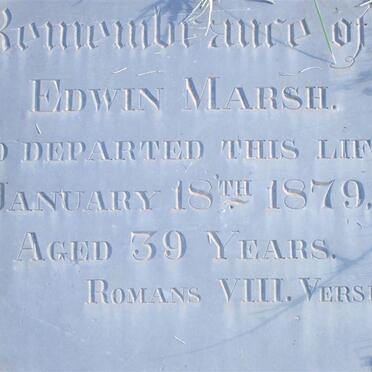 Remembrance of
EDWIN MARSH.
DEPARTED THIS LIF
JANUARY 18TH 1879,
AGED 39 YEARS.
ROMANS VIII. VERS